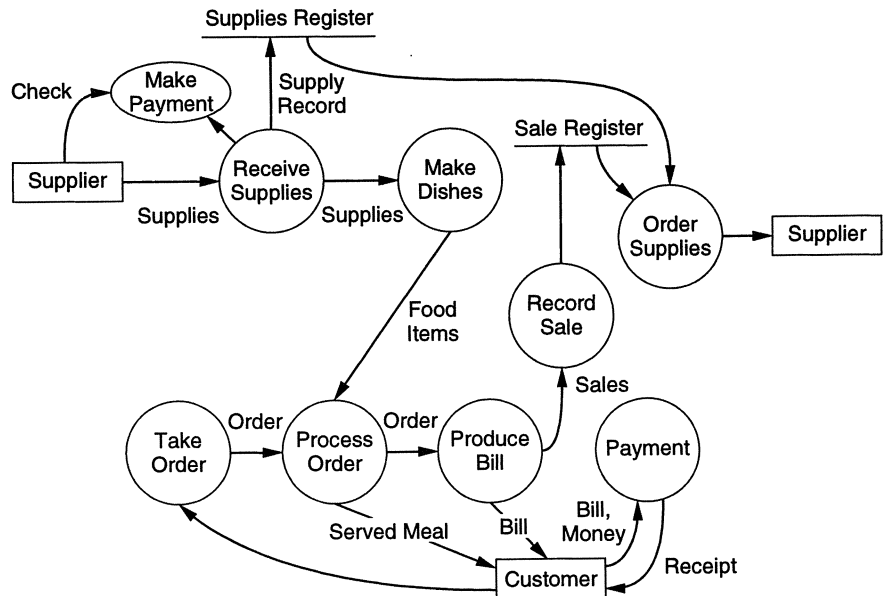 Supplies Register
Check
Make
Payment
Supply
Record
Sale Register
Supplier
Receive
Supplies
Make
Dishes
Supplies
Supplies
Order
Supplies
Supplier
Food
Items
Record
Sale
Sales
Take
Order
Order
Process
Order
Order
Produce
Bill
Payment
Served Meal
Bill
Bill,
Money
Receipt
Customer